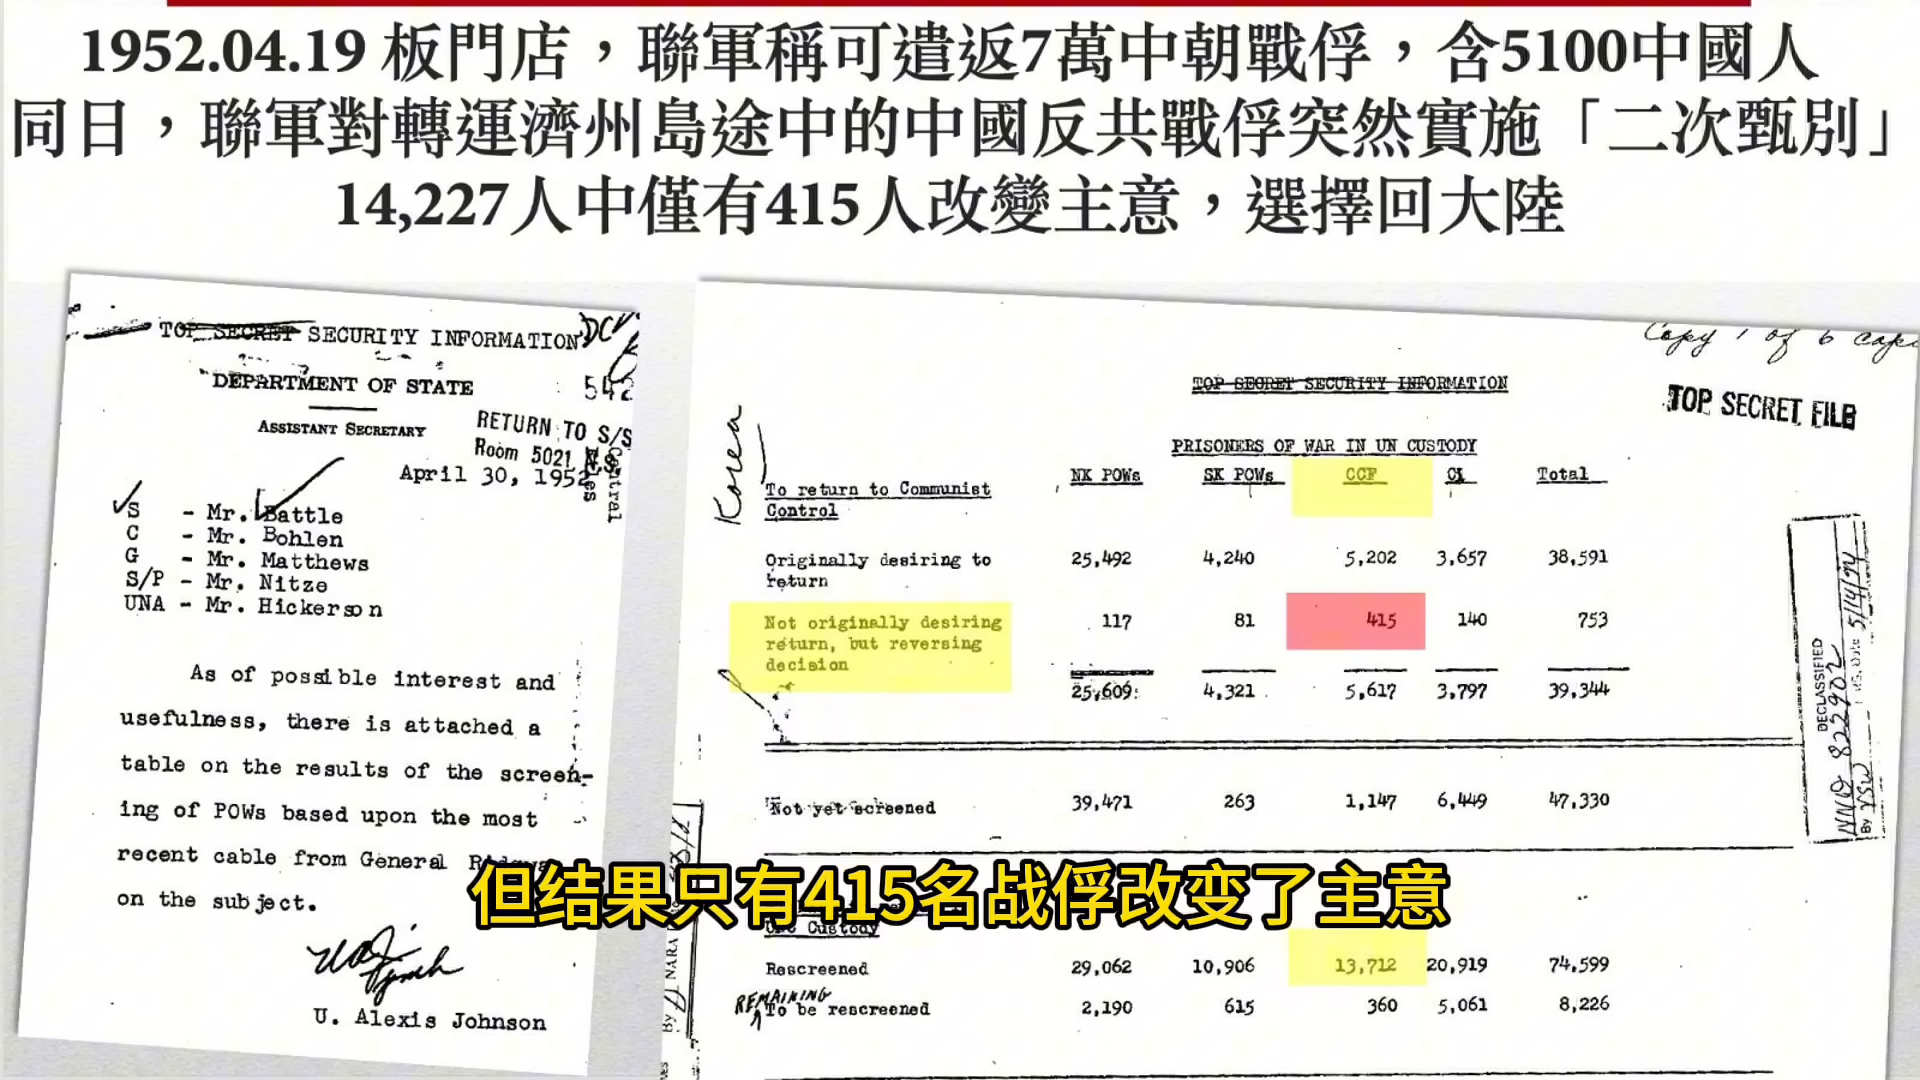 1952.04.19 板門店，聯軍稱可遣返7萬中朝戰俘，含5100中國人
同日，聯軍對轉運濟州島途中的中國反共戰俘突然實施「二次甄別」
14,227人中僅有415人改變主意，選擇回大陸
TOP SECRET SECURITY INFORMATION
DEPARTMENT OF STATE
ASSISTANT SECRETARY
RETURN TO S/S
Room 5021 N.S.
April 30, 1952
Central
S - Mr. Battle
C - Mr. Bohlen
G - Mr. Matthews
S/P - Mr. Nitze
UNA - Mr. Hickerson
As of possible interest and
usefulness, there is attached a
table on the results of the screen-
ing of POWs based upon the most
recent cable from General
on the subject.
U. Alexis Johnson
Copy 1 of 6
TOP SECRET SECURITY INFORMATION
TOP SECRET FILE
Korea
PRISONERS OF WAR IN UN CUSTODY
NK POWs SK POWs CCF CI Total
To return to Communist
Control
Originally desiring to
return 25,492 4,240 5,202 3,657 38,591
Not originally desiring
return, but reversing
decision 117 81 415 140 753
25,609 4,321 5,617 3,797 39,344
Not yet screened 39,471 263 1,147 6,449 47,330
Custody
Rescreened 29,062 10,906 13,712 20,919 74,599
REMAINING
To be rescreened 2,190 615 360 5,061 8,226
DECLASSIFIED
NND 822902
但结果只有415名战俘改变了主意